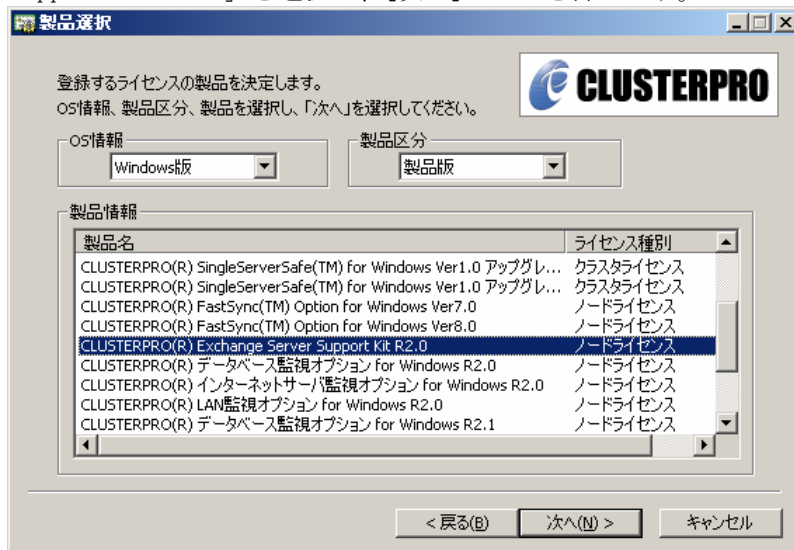 製品選択
CLUSTERPRO
登録するライセンスの製品を決定します。
OS情報、製品区分、製品を選択し、「次へ」を選択してください。
OS情報
製品区分
Windows版
製品版
製品情報
製品名 ライセンス種別
CLUSTERPRO(R) SingleServerSafe(TM) for Windows Ver1.0 アップグレ... クラスタライセンス
CLUSTERPRO(R) SingleServerSafe(TM) for Windows Ver1.0 アップグレ... クラスタライセンス
CLUSTERPRO(R) FastSync(TM) Option for Windows Ver7.0 ノードライセンス
CLUSTERPRO(R) FastSync(TM) Option for Windows Ver8.0 ノードライセンス
CLUSTERPRO(R) Exchange Server Support Kit R2.0 ノードライセンス
CLUSTERPRO(R) データベース監視オプション for Windows R2.0 ノードライセンス
CLUSTERPRO(R) インターネットサーバ監視オプション for Windows R2.0 ノードライセンス
CLUSTERPRO(R) LAN監視オプション for Windows R2.0 ノードライセンス
CLUSTERPRO(R) データベース監視オプション for Windows R2.1 ノードライセンス
< 戻る(B) 次へ(N) > キャンセル